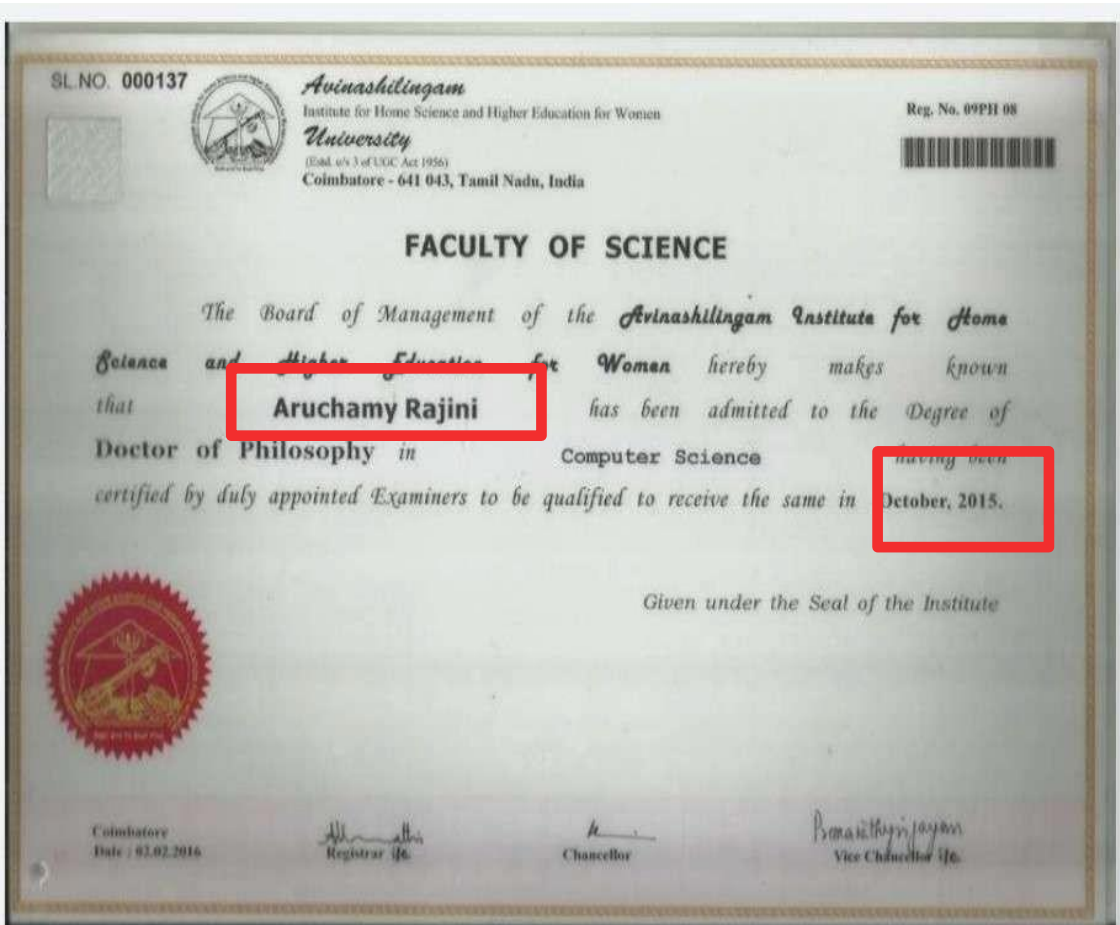 SL.NO. 000137
Avinashilingam
Institute for Home Science and Higher Education for Women
University
(Estd. u/s 3 of UGC Act 1956)
Coimbatore - 641 043, Tamil Nadu, India
Reg. No. 09PH 08
FACULTY OF SCIENCE
The Board of Management of the Avinashilingam Institute for Home
Science and Higher Education for Women hereby makes known
that Aruchamy Rajini has been admitted to the Degree of
Doctor of Philosophy in Computer Science having been
certified by duly appointed Examiners to be qualified to receive the same in October, 2015.
Given under the Seal of the Institute
Coimbatore
Date : 02.02.2016
Registrar i/c.
Chancellor
Vice Chancellor i/c.